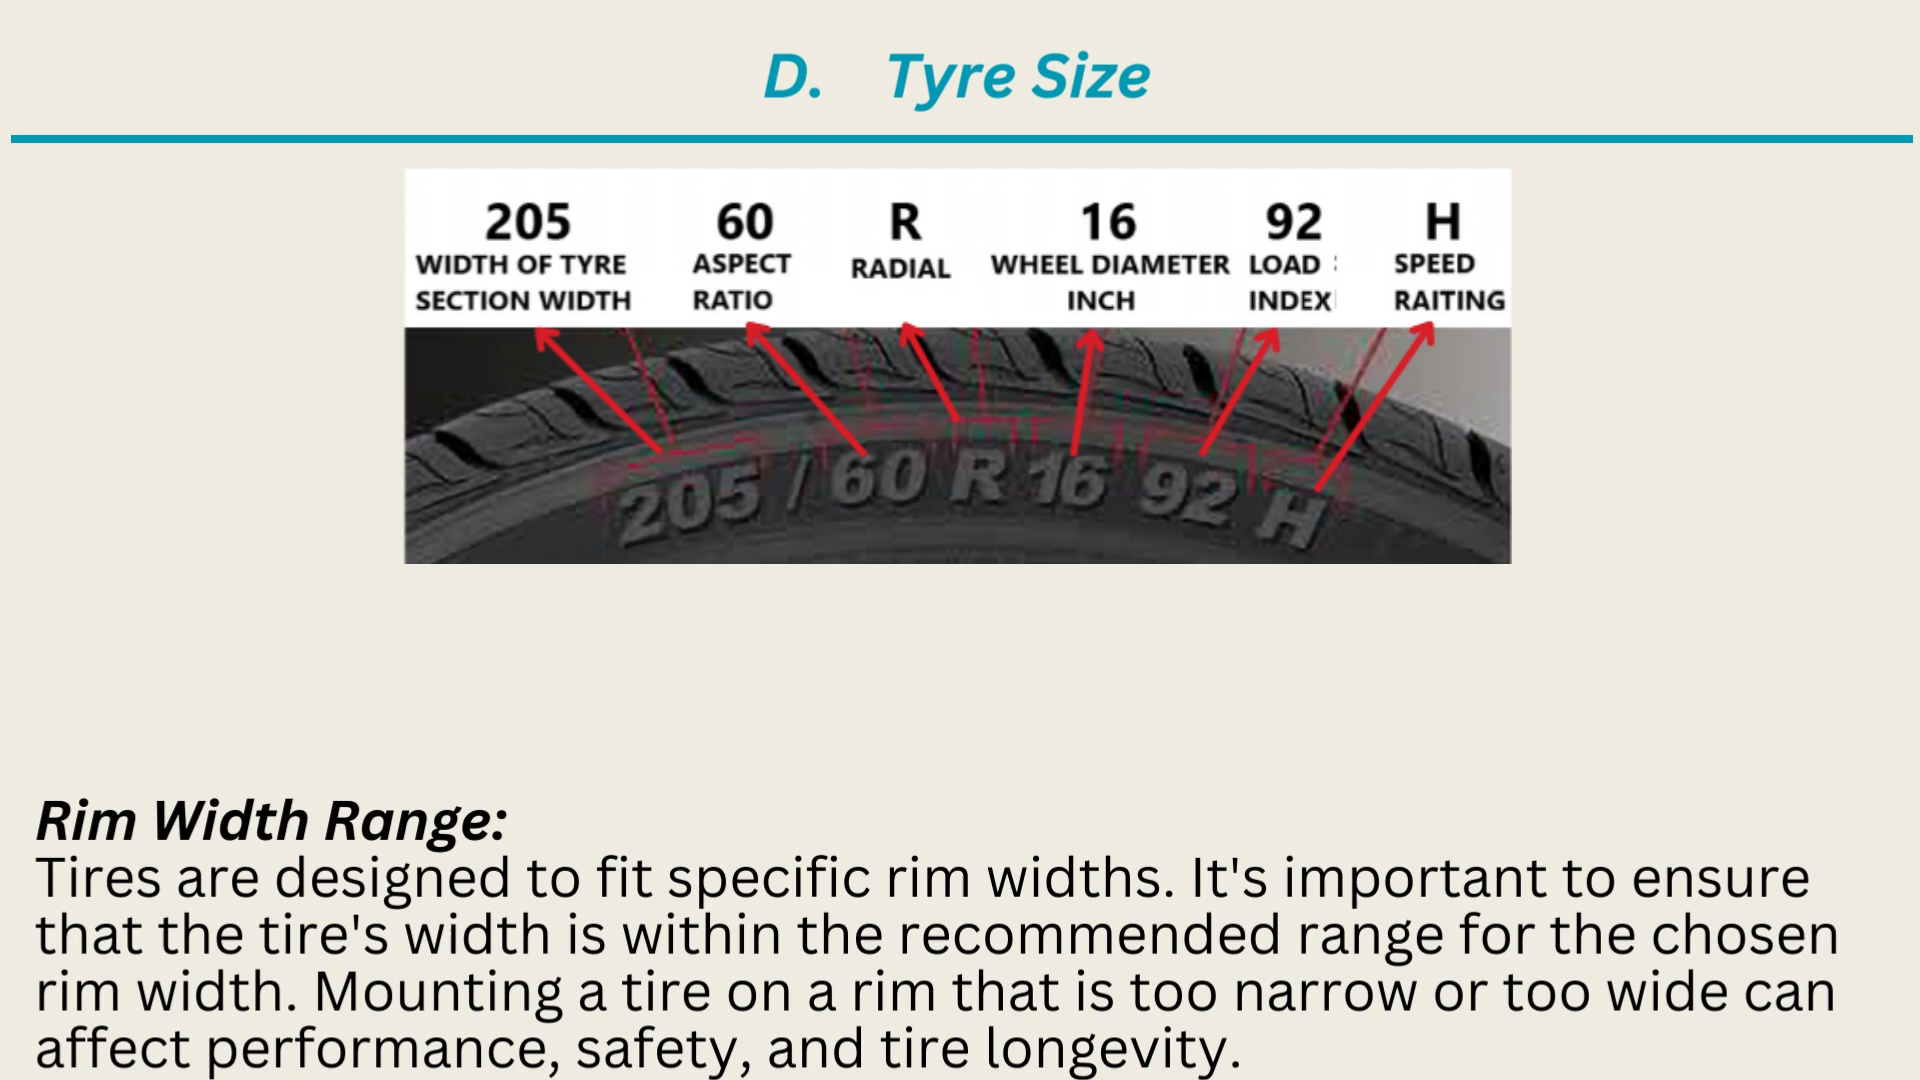 D. Tyre Size
205 60 R 16 92 H
WIDTH OF TYRE ASPECT RADIAL WHEEL DIAMETER LOAD SPEED
SECTION WIDTH RATIO INCH INDEX RAITING
205 / 60 R 16 92 H
Rim Width Range:
Tires are designed to fit specific rim widths. It's important to ensure
that the tire's width is within the recommended range for the chosen
rim width. Mounting a tire on a rim that is too narrow or too wide can
affect performance, safety, and tire longevity.